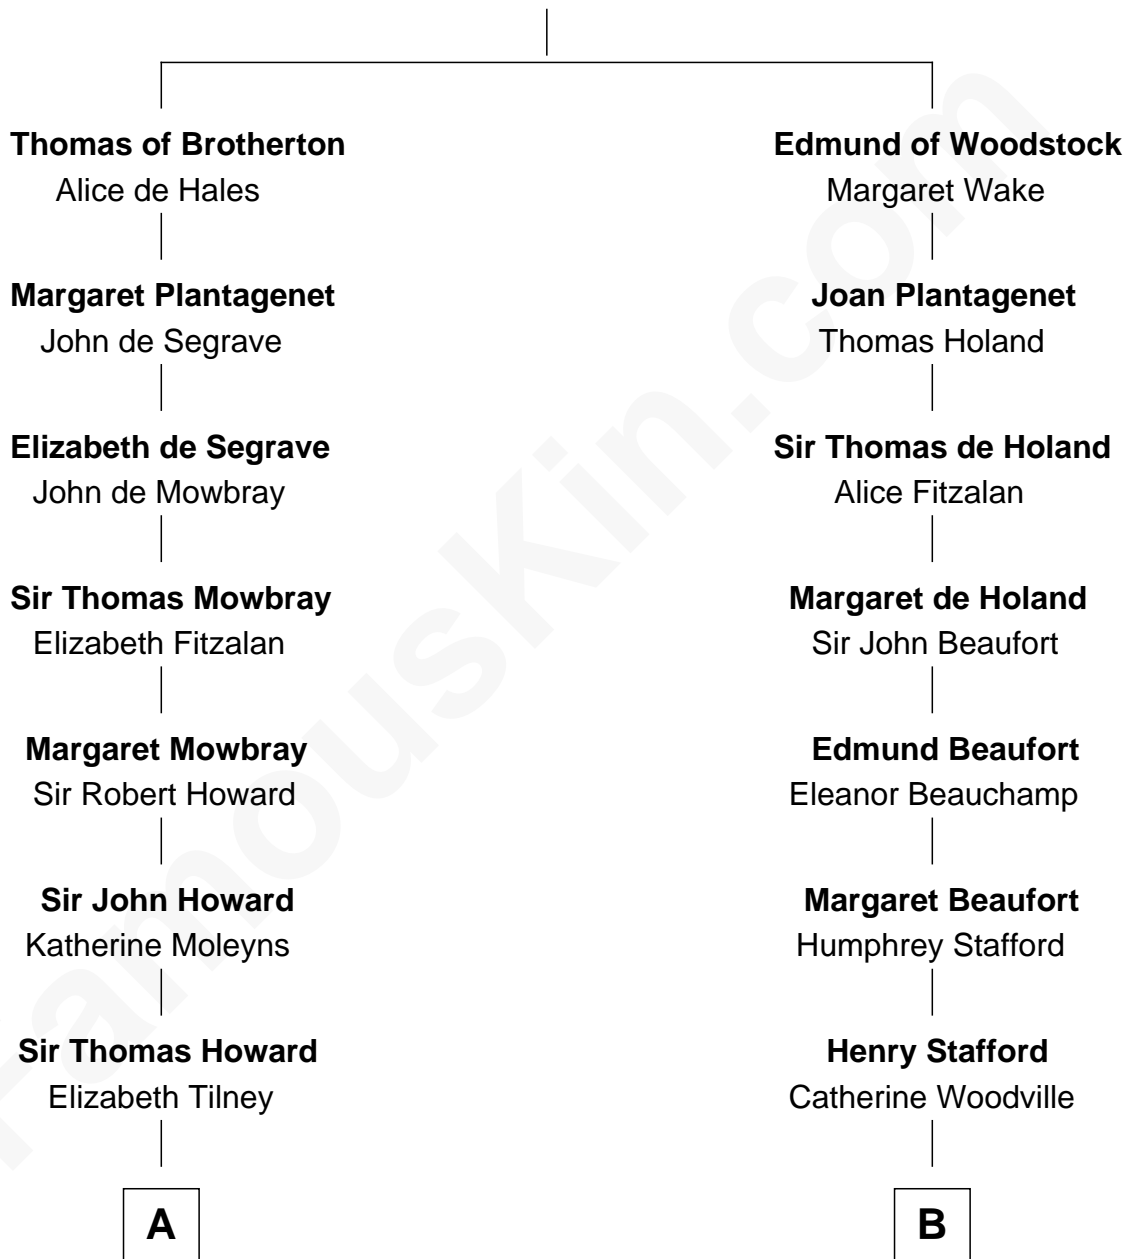 Thomas of Brotherton
Alice de Hales
Margaret Plantagenet
John de Segrave
Elizabeth de Segrave
John de Mowbray
Sir Thomas Mowbray
Elizabeth Fitzalan
Margaret Mowbray
Sir Robert Howard
Sir John Howard
Katherine Moleyns
Sir Thomas Howard
Elizabeth Tilney
A
Edmund of Woodstock
Margaret Wake
Joan Plantagenet
Thomas Holand
Sir Thomas de Holand
Alice Fitzalan
Margaret de Holand
Sir John Beaufort
Edmund Beaufort
Eleanor Beauchamp
Margaret Beaufort
Humphrey Stafford
Henry Stafford
Catherine Woodville
B
FamousKin.com